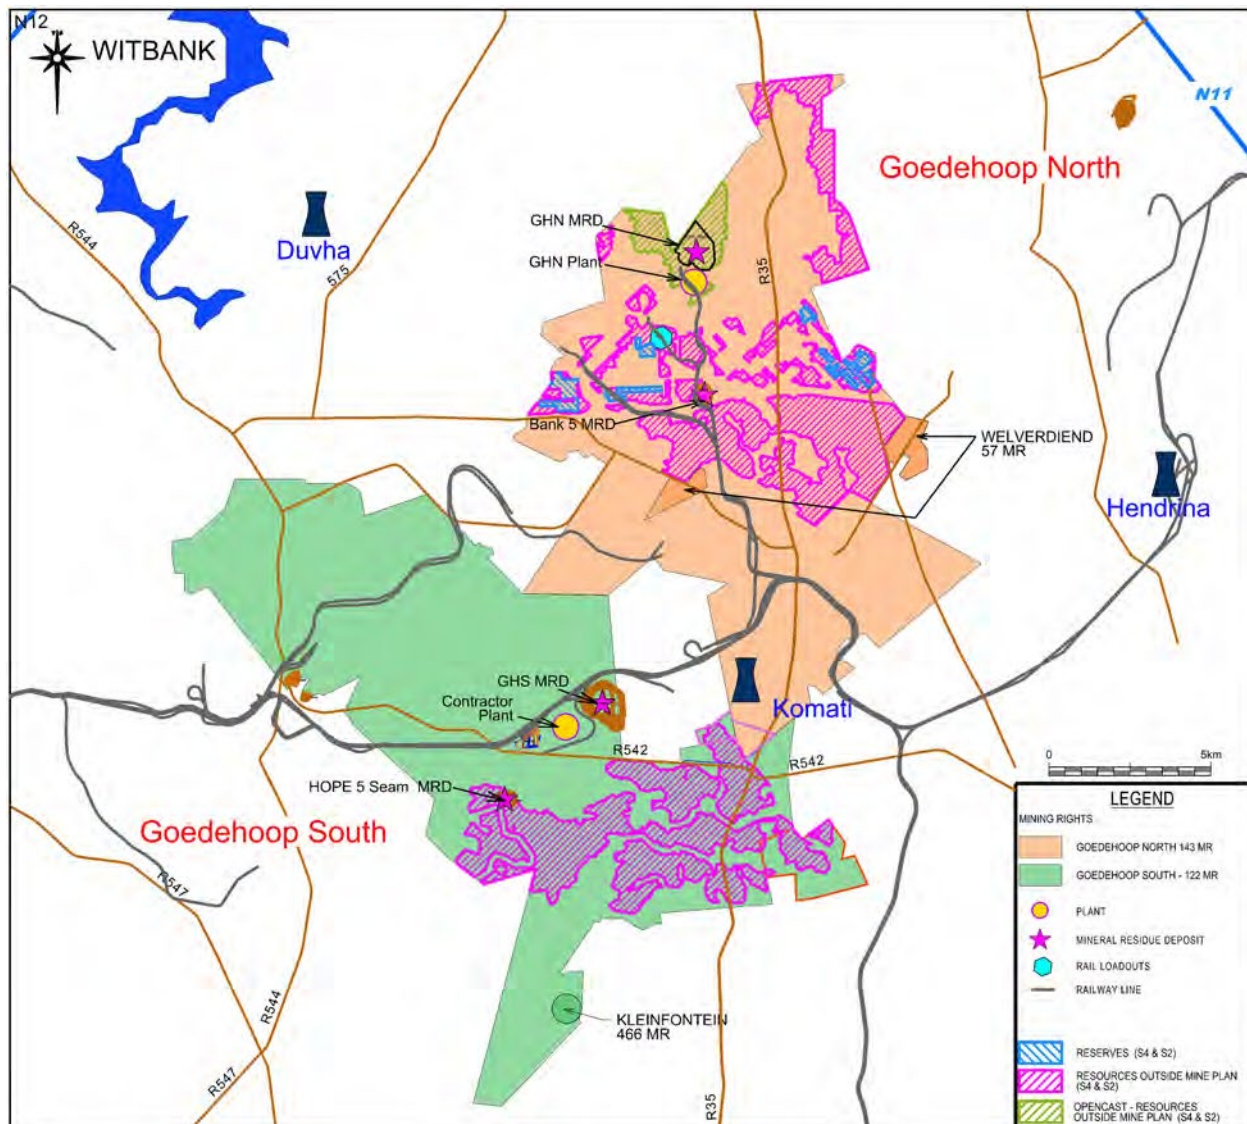 N12
WITBANK
N11
Goedehoop North
GHN MRD
GHN Plant
R544
575
Duvha
R35
Bank 5 MRD
WELVERDIEND
57 MR
Hendrina
GHS MRD
Contractor
Plant
Komati
R542
R542
HOPE 5 Seam MRD
Goedehoop South
R547
R544
R547
KLEINFONTEIN
466 MR
R35
0
5km
LEGEND
MINING RIGHTS
GOEDEHOOP NORTH 143 MR
GOEDEHOOP SOUTH - 122 MR
PLANT
MINERAL RESIDUE DEPOSIT
RAIL LOADOUTS
RAILWAY LINE
RESERVES (S4 & S2)
RESOURCES OUTSIDE MINE PLAN
(S4 & S2)
OPENCAST - RESOURCES
OUTSIDE MINE PLAN (S4 & S2)